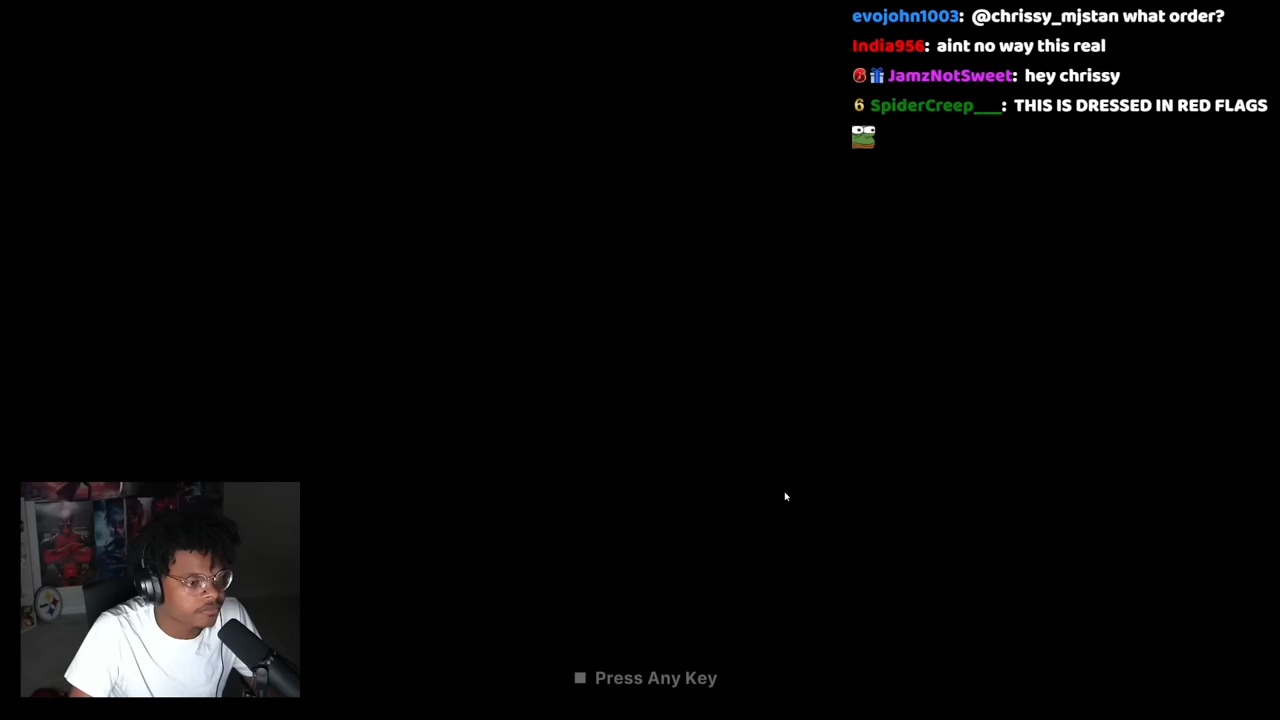 evojohn1003: @chrissy_mjstan what order?
India956: aint no way this real
JamzNotSweet: hey chrissy
6 SpiderCreep___: THIS IS DRESSED IN RED FLAGS
Press Any Key